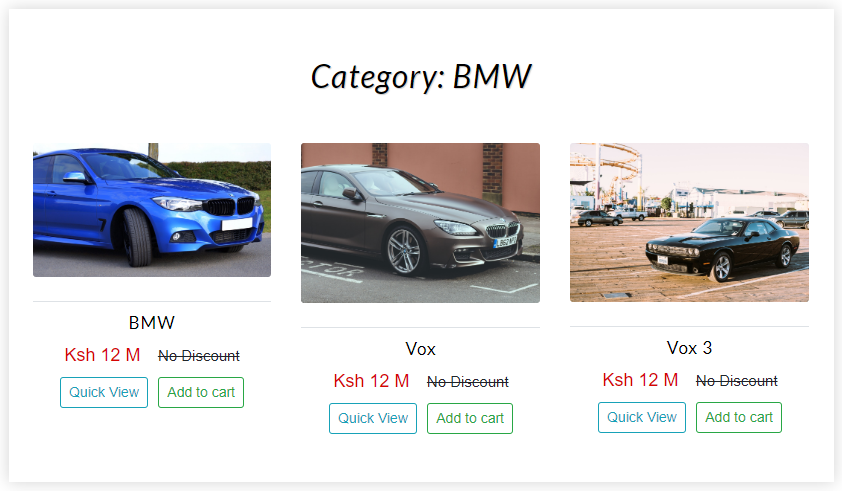 Category: BMW
BMW
Ksh 12 M No Discount
Quick View Add to cart
Vox
Ksh 12 M No Discount
Quick View Add to cart
Vox 3
Ksh 12 M No Discount
Quick View Add to cart